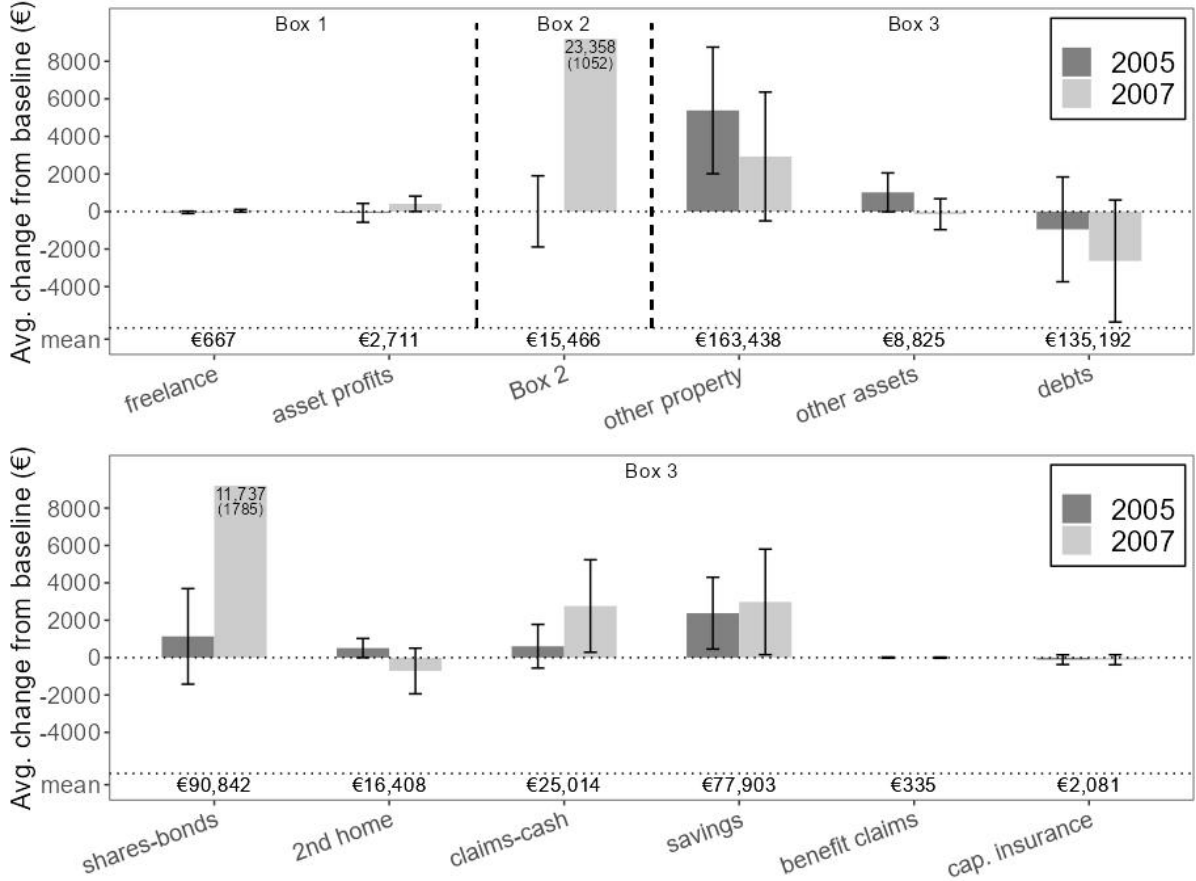 Avg. change from baseline (€)
Box 1
Box 2
Box 3
2005
2007
8000
6000
4000
2000
0
-2000
-4000
mean
23,358
(1052)
€667
€2,711
€15,466
€163,438
€8,825
€135,192
freelance
asset profits
Box 2
other property
other assets
debts
Avg. change from baseline (€)
Box 3
2005
2007
8000
6000
4000
2000
0
-2000
-4000
mean
11,737
(1785)
€90,842
€16,408
€25,014
€77,903
€335
€2,081
shares-bonds
2nd home
claims-cash
savings
benefit claims
cap. insurance